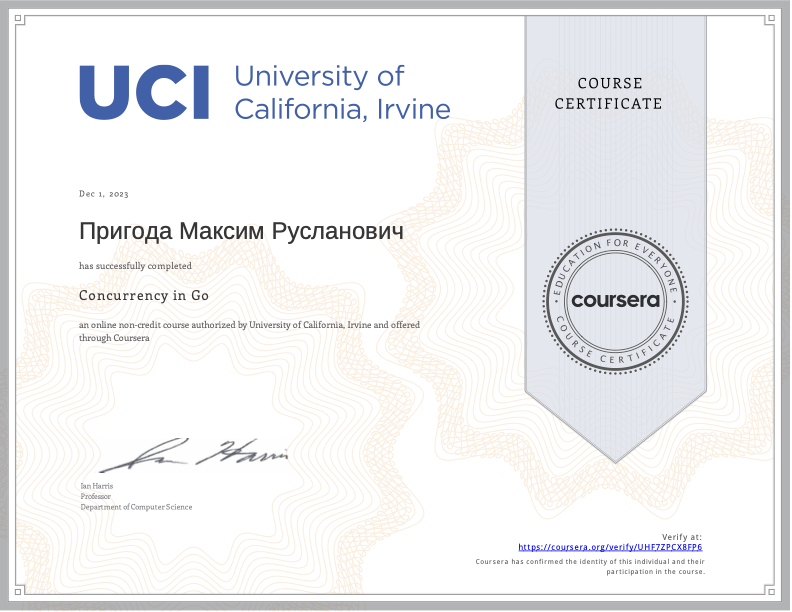 UCI University of
California, Irvine
COURSE
CERTIFICATE
Dec 1, 2023
Пригода Максим Русланович
has successfully completed
Concurrency in Go
an online non-credit course authorized by University of California, Irvine and offered
through Coursera
EDUCATION FOR EVERYONE
coursera
COURSE CERTIFICATE
Ian Harris
Ian Harris
Professor
Department of Computer Science
Verify at:
https://coursera.org/verify/UHF7ZPCX8FP6
Coursera has confirmed the identity of this individual and their
participation in the course.